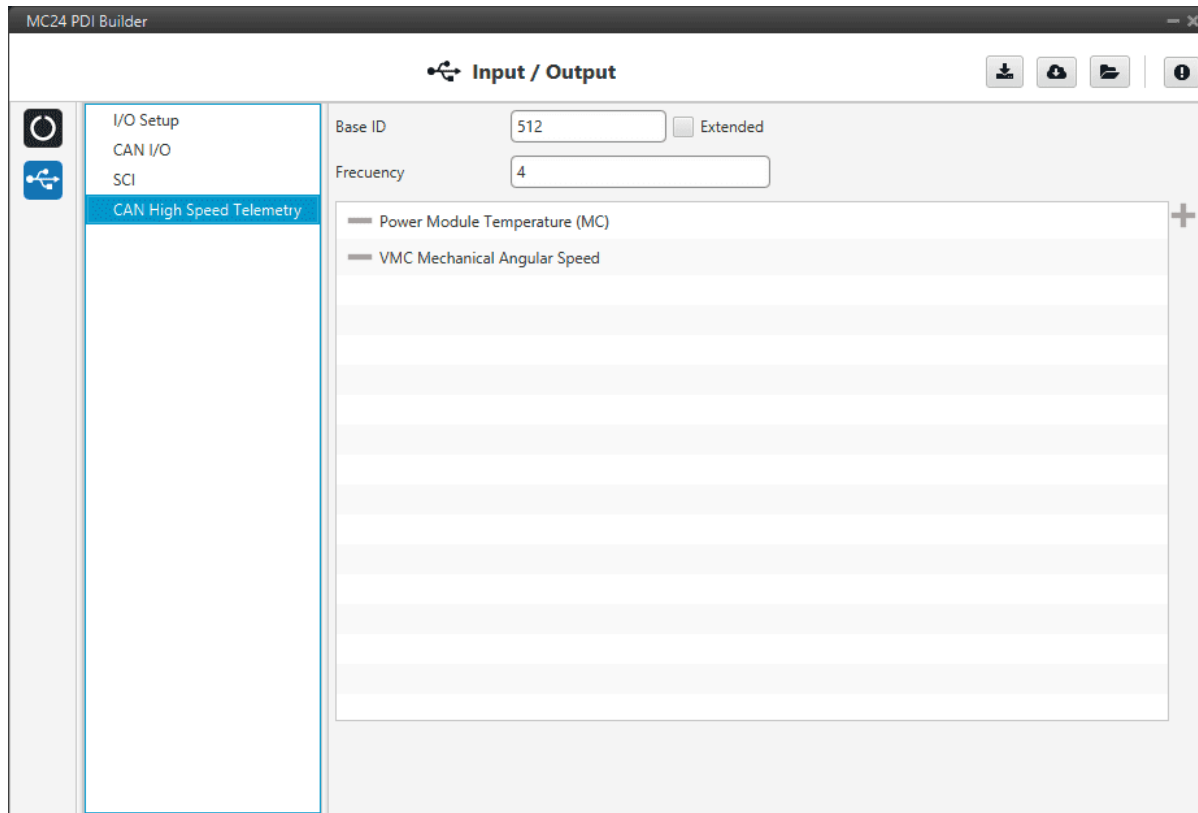 MC24 PDI Builder
Input / Output
I/O Setup
CAN I/O
SCI
CAN High Speed Telemetry
Base ID
512
Extended
Frecuency
4
Power Module Temperature (MC)
VMC Mechanical Angular Speed